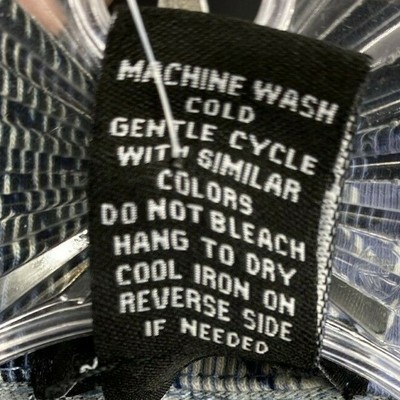 MACHINE WASH
COLD
GENTLE CYCLE
WITH SIMILAR
COLORS
DO NOT BLEACH
HANG TO DRY
COOL IRON ON
REVERSE SIDE
IF NEEDED